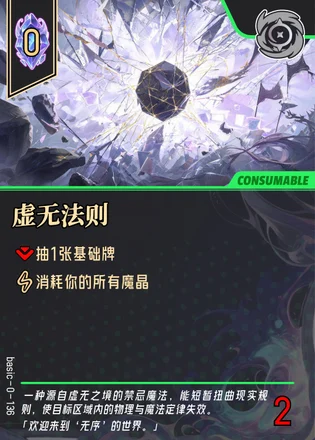 0
CONSUMABLE
虚无法则
抽1张基础牌
消耗你的所有魔晶
basic-0-136
一种源自虚无之境的禁忌魔法，能短暂扭曲现实规
则，使目标区域内的物理与魔法定律失效。
「欢迎来到‘无序’的世界。」
2